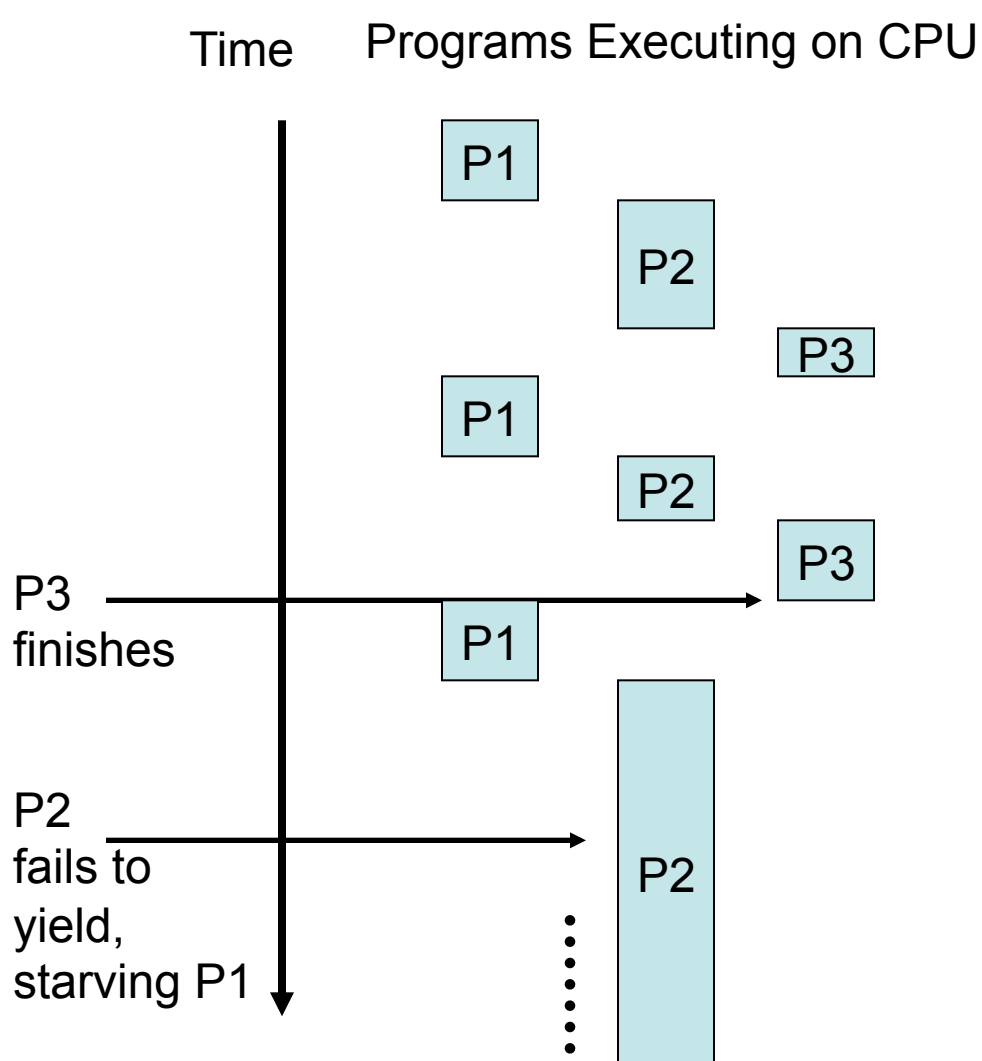 Time
Programs Executing on CPU
P1
P2
P3
P1
P2
P3
P3
finishes
P1
P2
fails to
yield,
starving P1
P2